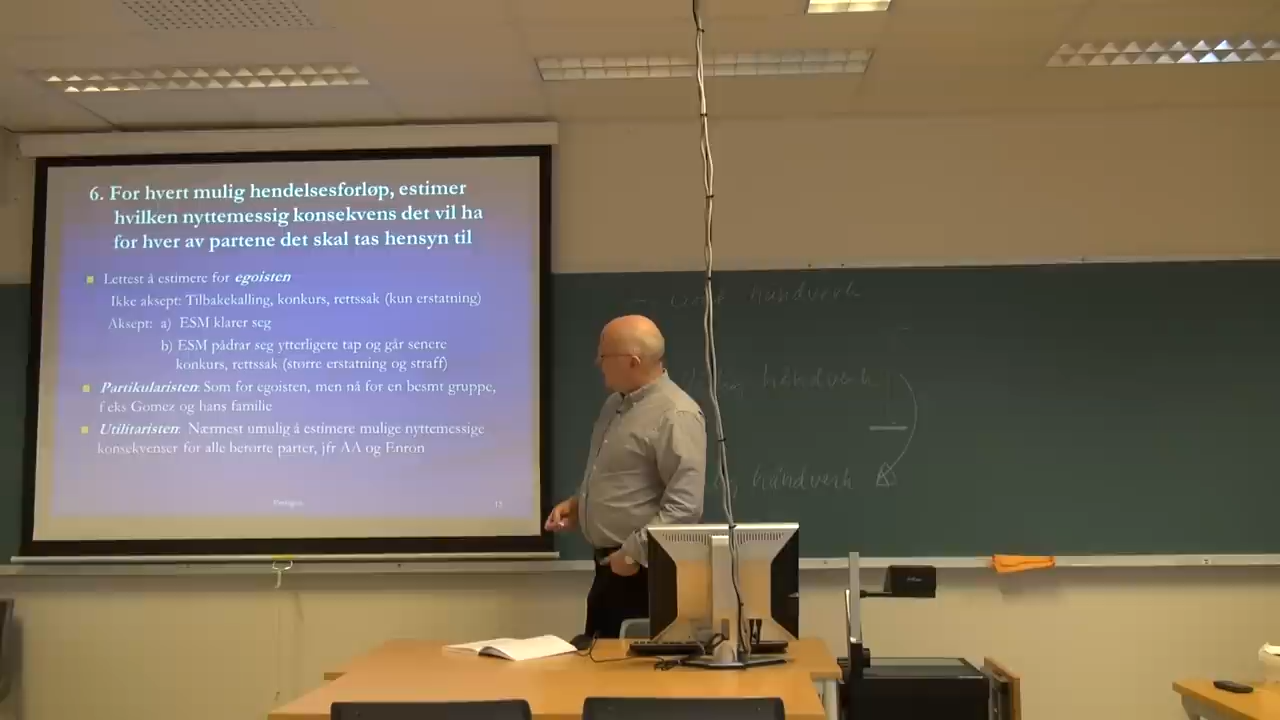 6. For hvert mulig hendelsesforløp, estimer
hvilken nyttemessig konsekvens det vil ha
for hver av partene det skal tas hensyn til
Lettest å estimere for egoisten
Ikke aksept: Tilbakekalling, konkurs, rettssak (kun erstatning)
Aksept: a) ESM klarer seg
b) ESM pådrar seg ytterligere tap og går senere
konkurs, rettssak (større erstatning og straff)
Partikularisten: Som for egoisten, men nå for en besmt gruppe,
f eks Gomez og hans familie
Utilitaristen: Nærmest umulig å estimere mulige nyttemessige
konsekvenser for alle berørte parter, jfr AA og Enron
håndverk
håndverk
håndverk